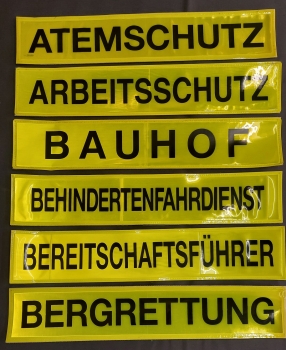 ATEMSCHUTZ
ARBEITSSCHUTZ
BAUHOF
BEHINDERTENFAHRDIENST
BEREITSCHAFTSFÜHRER
BERGRETTUNG